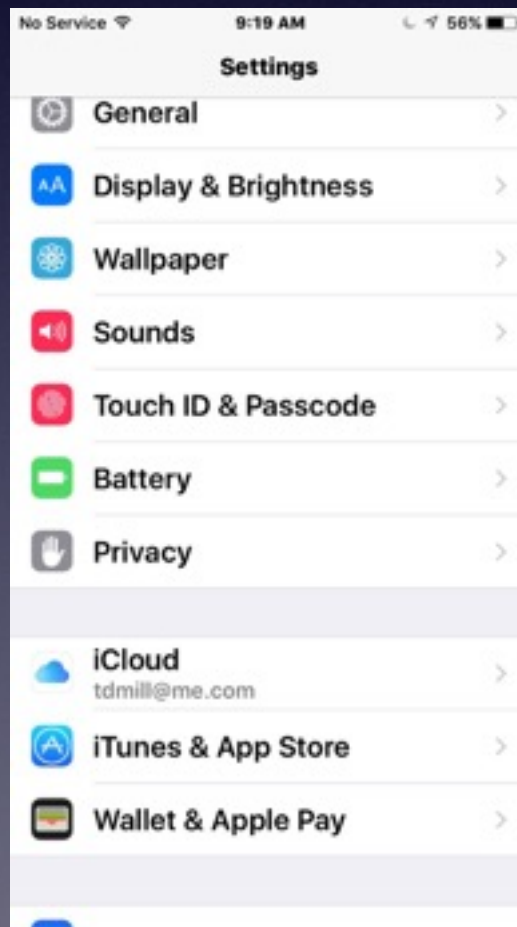 No Service 9:19 AM 56%
Settings
General
AA Display & Brightness
Wallpaper
Sounds
Touch ID & Passcode
Battery
Privacy
iCloud
tdmill@me.com
iTunes & App Store
Wallet & Apple Pay